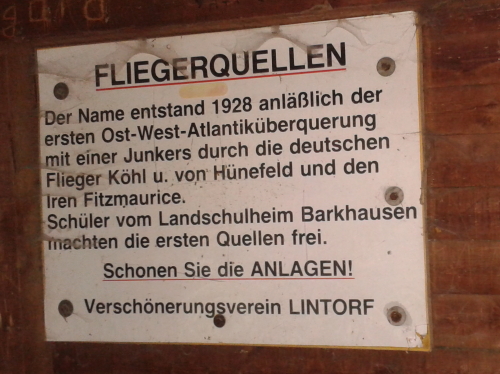 FLIEGERQUELLEN
Der Name entstand 1928 anläßlich der
ersten Ost-West-Atlantiküberquerung
mit einer Junkers durch die deutschen
Flieger Köhl u. von Hünefeld und den
Iren Fitzmaurice.
Schüler vom Landschulheim Barkhausen
machten die ersten Quellen frei.
Schonen Sie die ANLAGEN!
Verschönerungsverein LINTORF